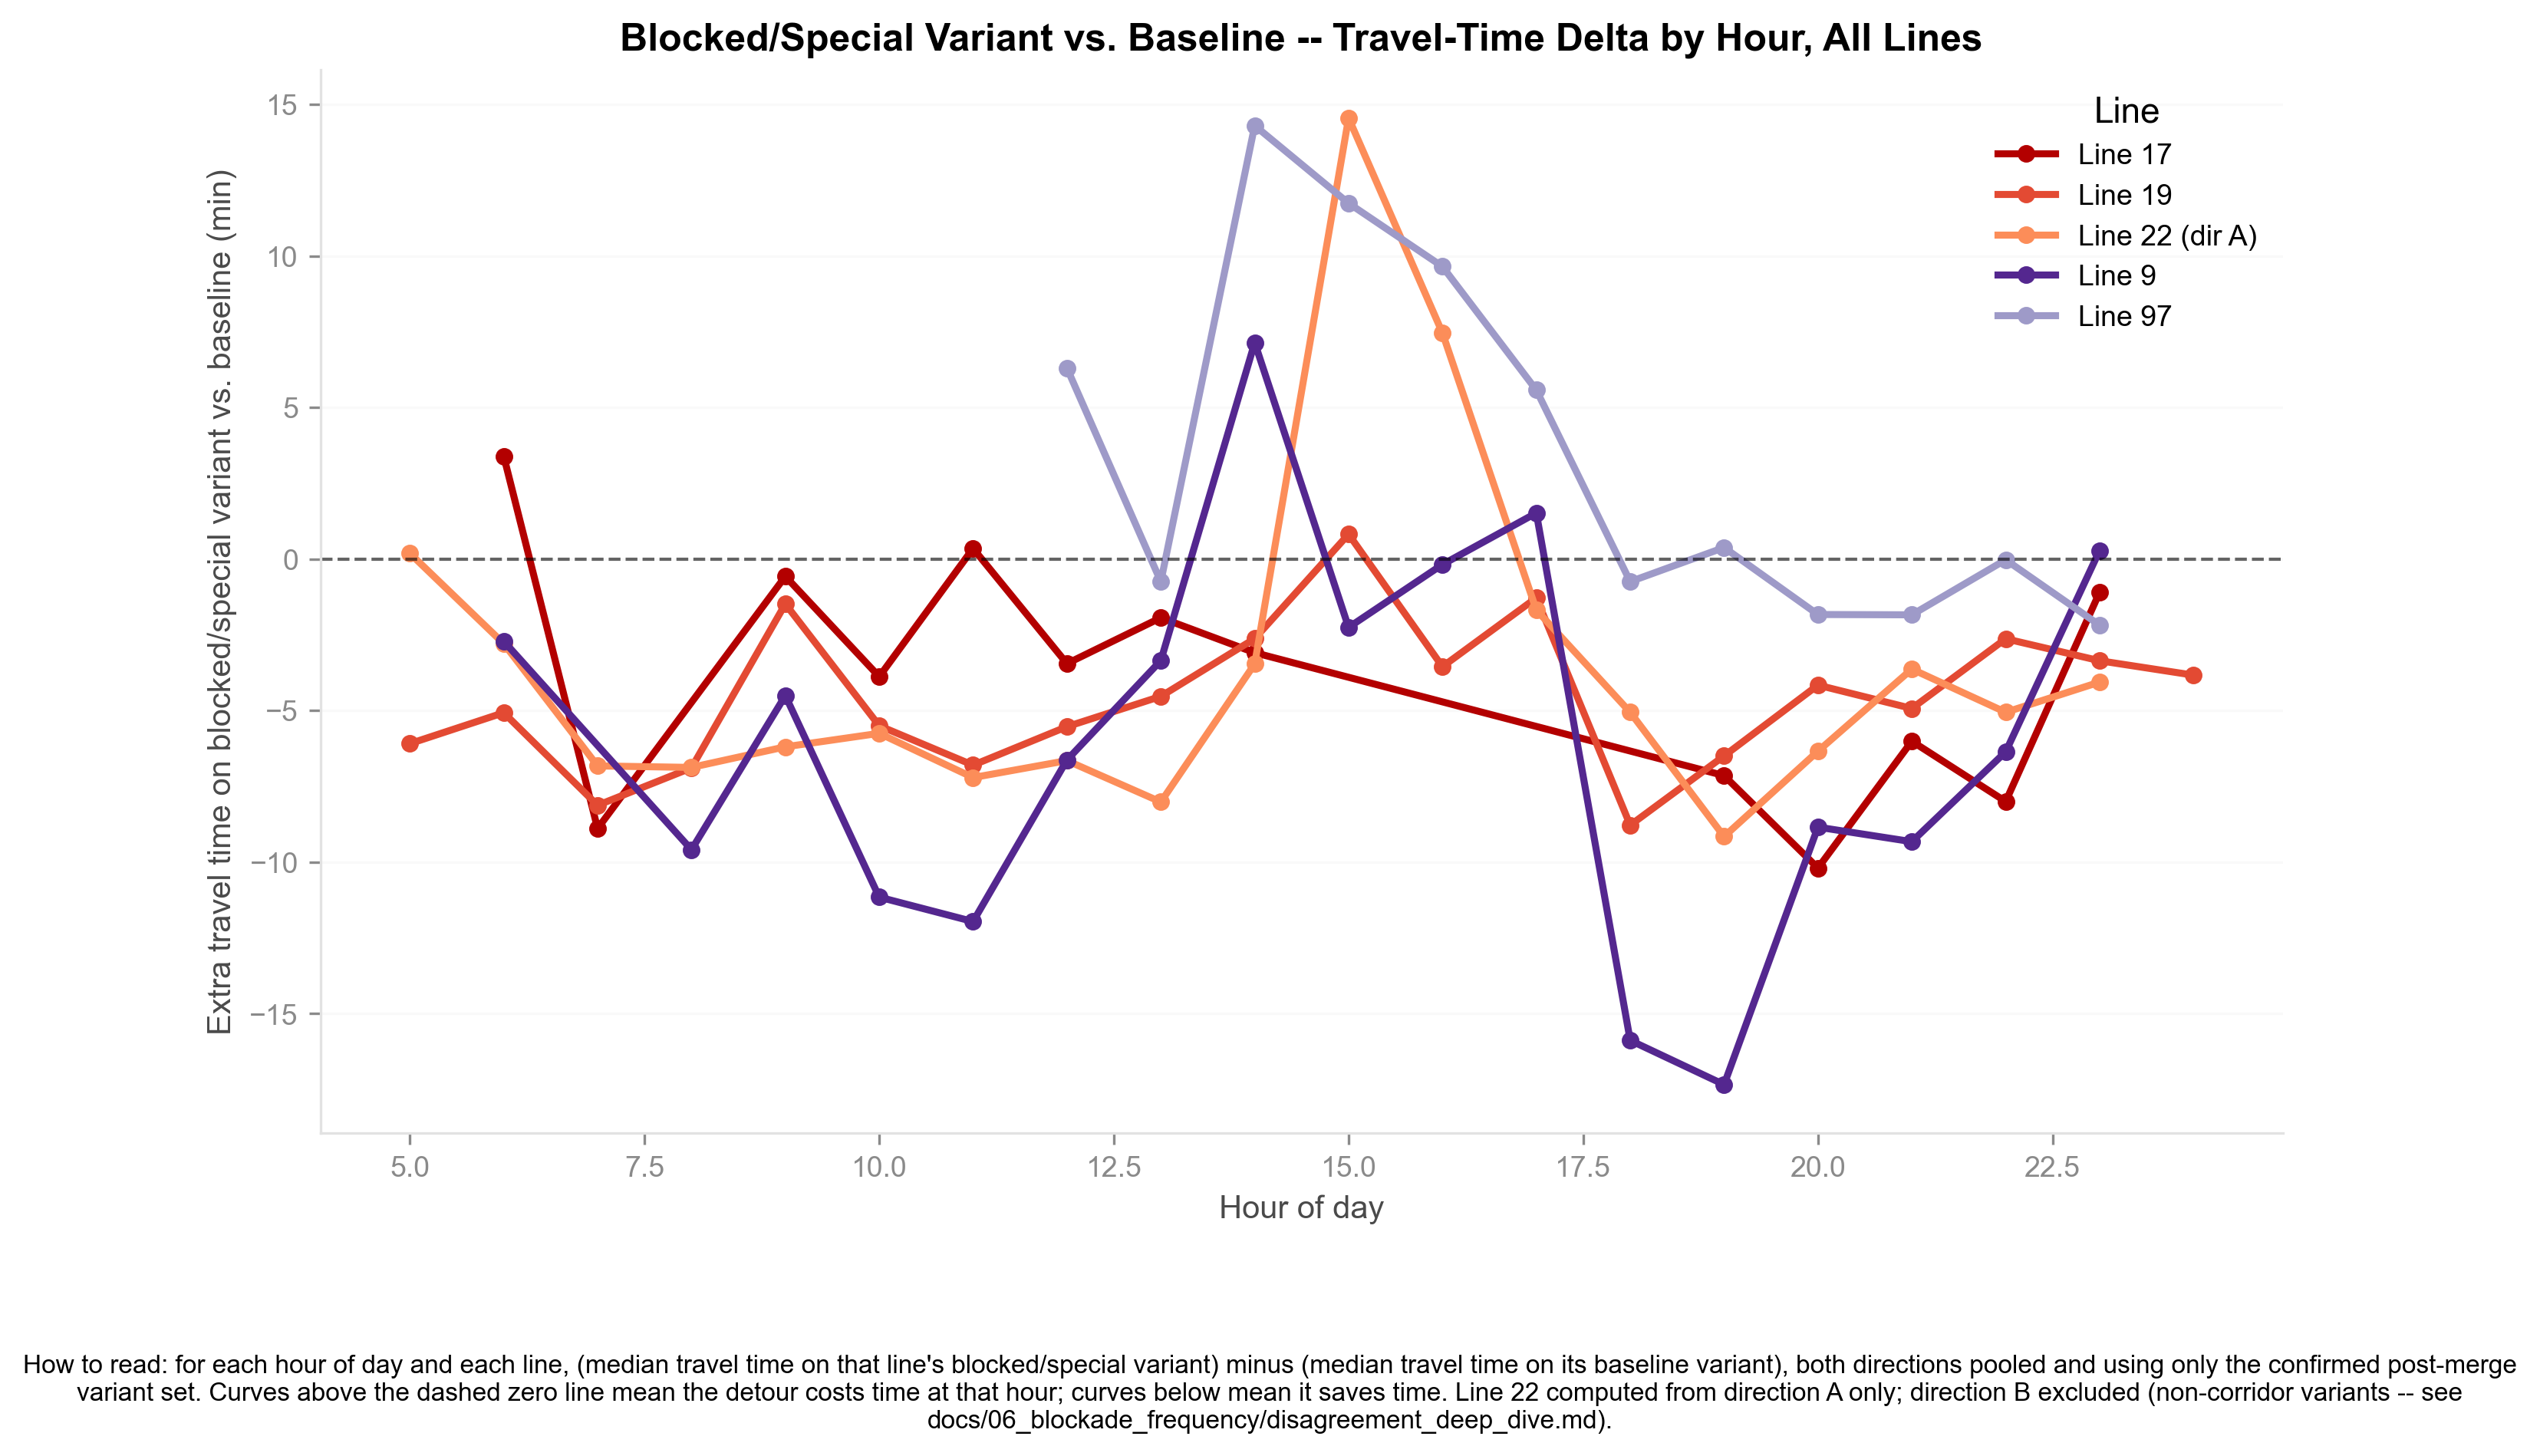 Blocked/Special Variant vs. Baseline -- Travel-Time Delta by Hour, All Lines
Extra travel time on blocked/special variant vs. baseline (min)
15
10
5
0
−5
−10
−15
Line
Line 17
Line 19
Line 22 (dir A)
Line 9
Line 97
5.0 7.5 10.0 12.5 15.0 17.5 20.0 22.5
Hour of day
How to read: for each hour of day and each line, (median travel time on that line's blocked/special variant) minus (median travel time on its baseline variant), both directions pooled and using only the confirmed post-merge
variant set. Curves above the dashed zero line mean the detour costs time at that hour; curves below mean it saves time. Line 22 computed from direction A only; direction B excluded (non-corridor variants -- see
docs/06_blockade_frequency/disagreement_deep_dive.md).